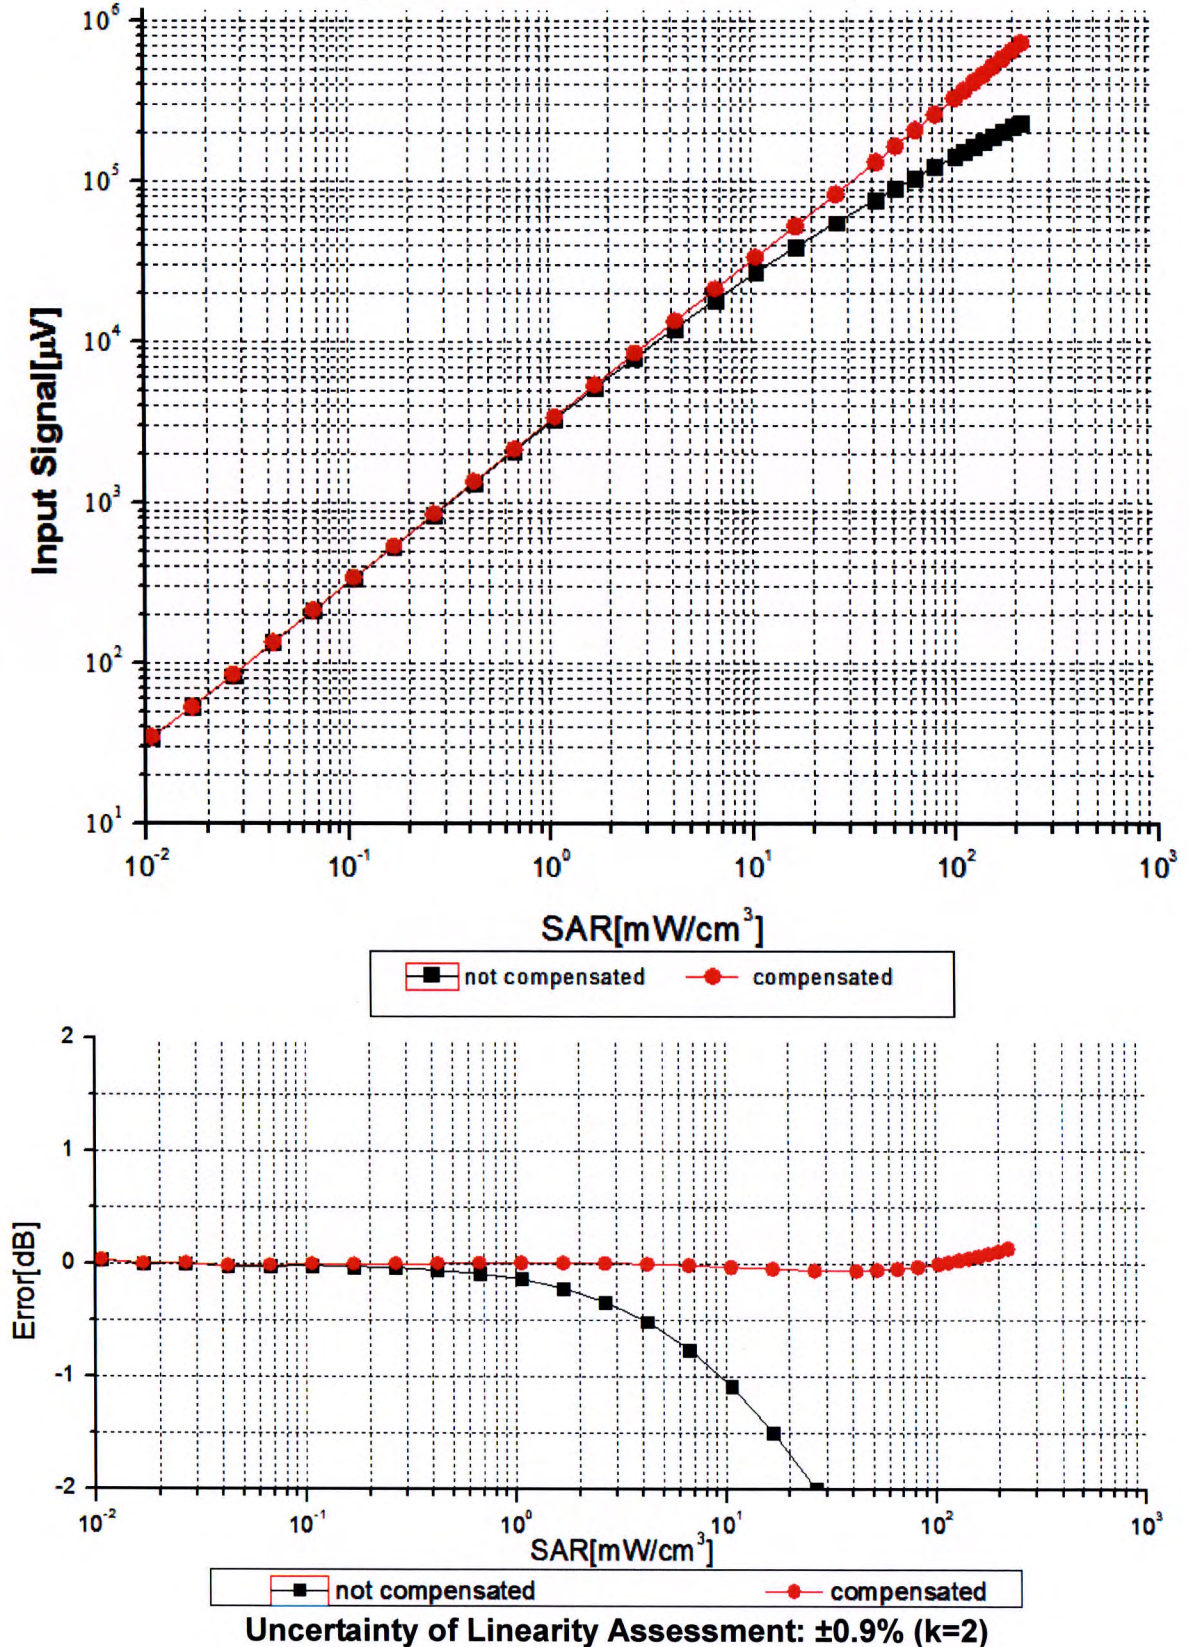 10⁶
10⁵
10⁴
10³
10²
10¹
Input Signal[µV]
10⁻² 10⁻¹ 10⁰ 10¹ 10² 10³
SAR[mW/cm³]
not compensated compensated
2
1
0
-1
-2
Error[dB]
10⁻² 10⁻¹ 10⁰ 10¹ 10² 10³
SAR[mW/cm³]
not compensated compensated
Uncertainty of Linearity Assessment: ±0.9% (k=2)